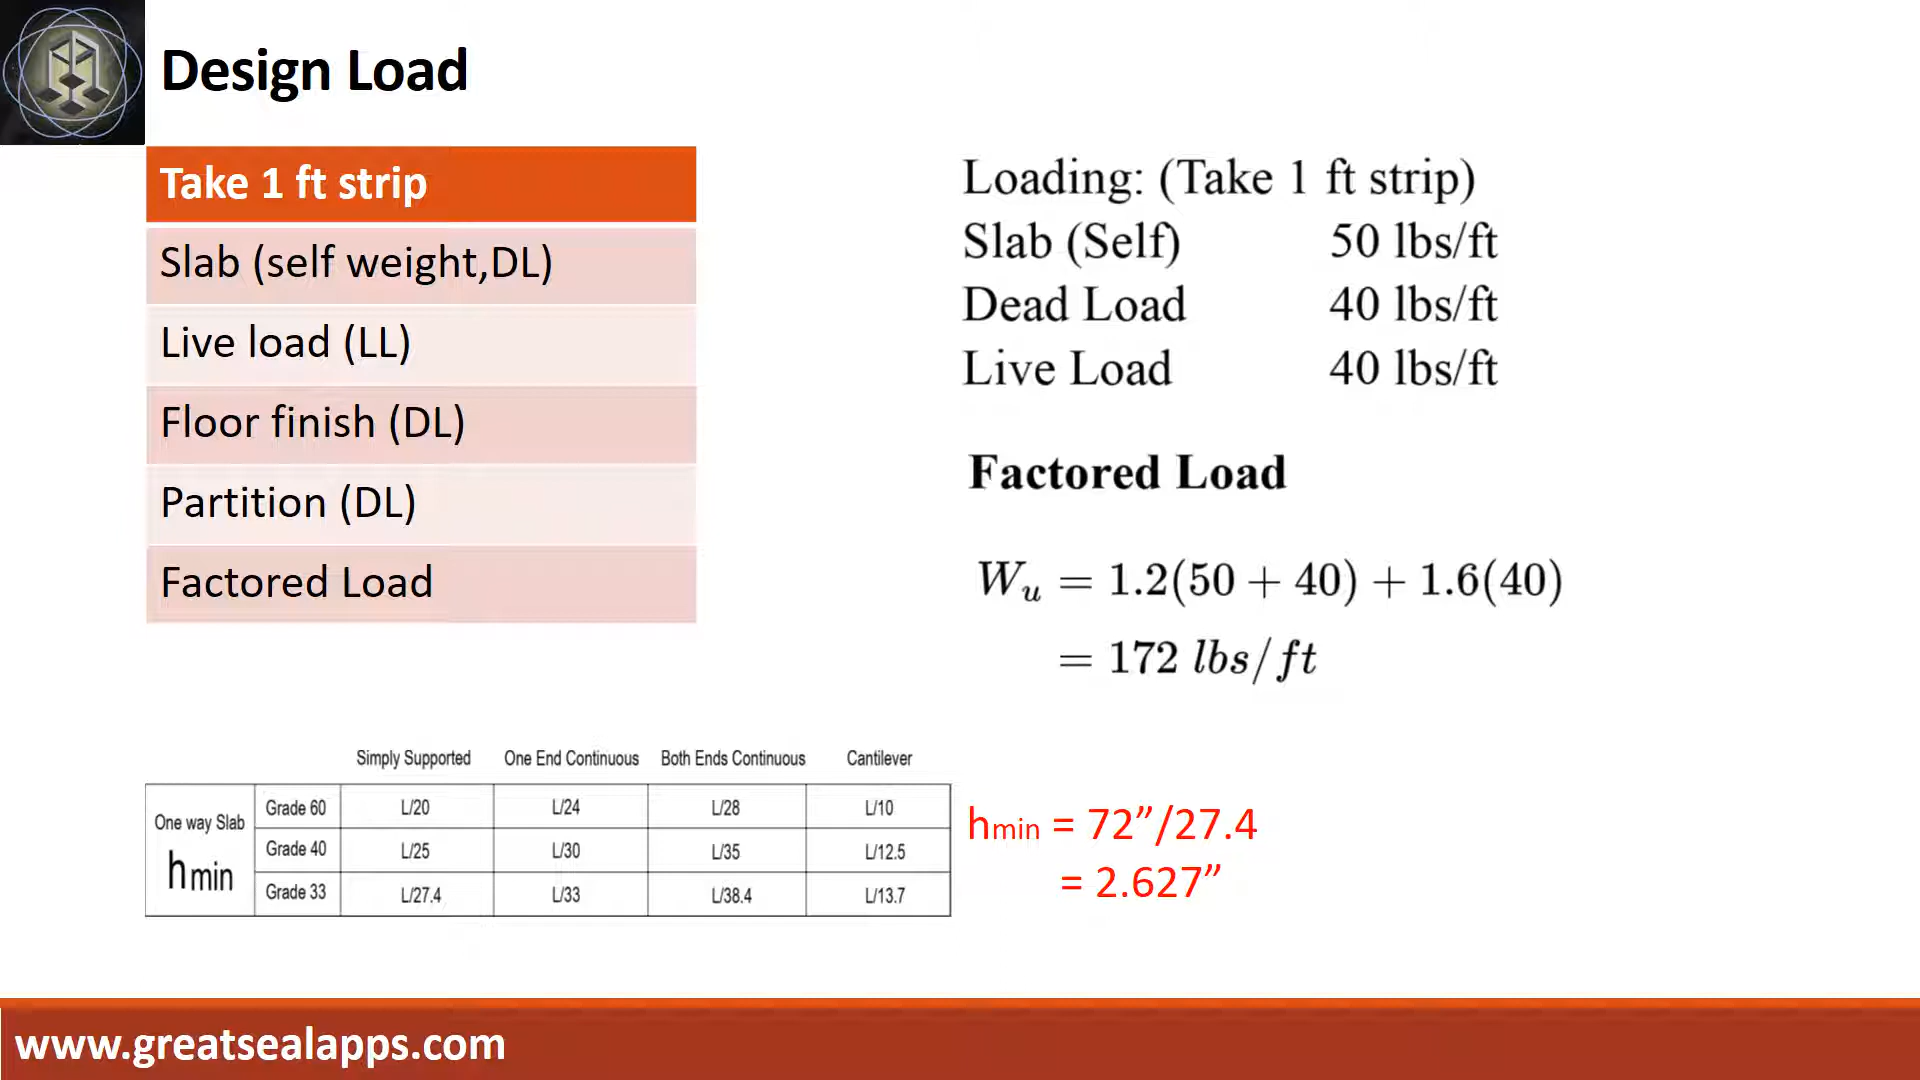 Design Load
Take 1 ft strip
Slab (self weight,DL)
Live load (LL)
Floor finish (DL)
Partition (DL)
Factored Load
Loading: (Take 1 ft strip)
Slab (Self) 50 lbs/ft
Dead Load 40 lbs/ft
Live Load 40 lbs/ft
Factored Load
Wu = 1.2(50 + 40) + 1.6(40)
= 172 lbs/ft
Simply Supported One End Continuous Both Ends Continuous Cantilever
One way Slab
hmin
Grade 60 L/20 L/24 L/28 L/10
Grade 40 L/25 L/30 L/35 L/12.5
Grade 33 L/27.4 L/33 L/38.4 L/13.7
hmin = 72”/27.4
= 2.627”
www.greatsealapps.com